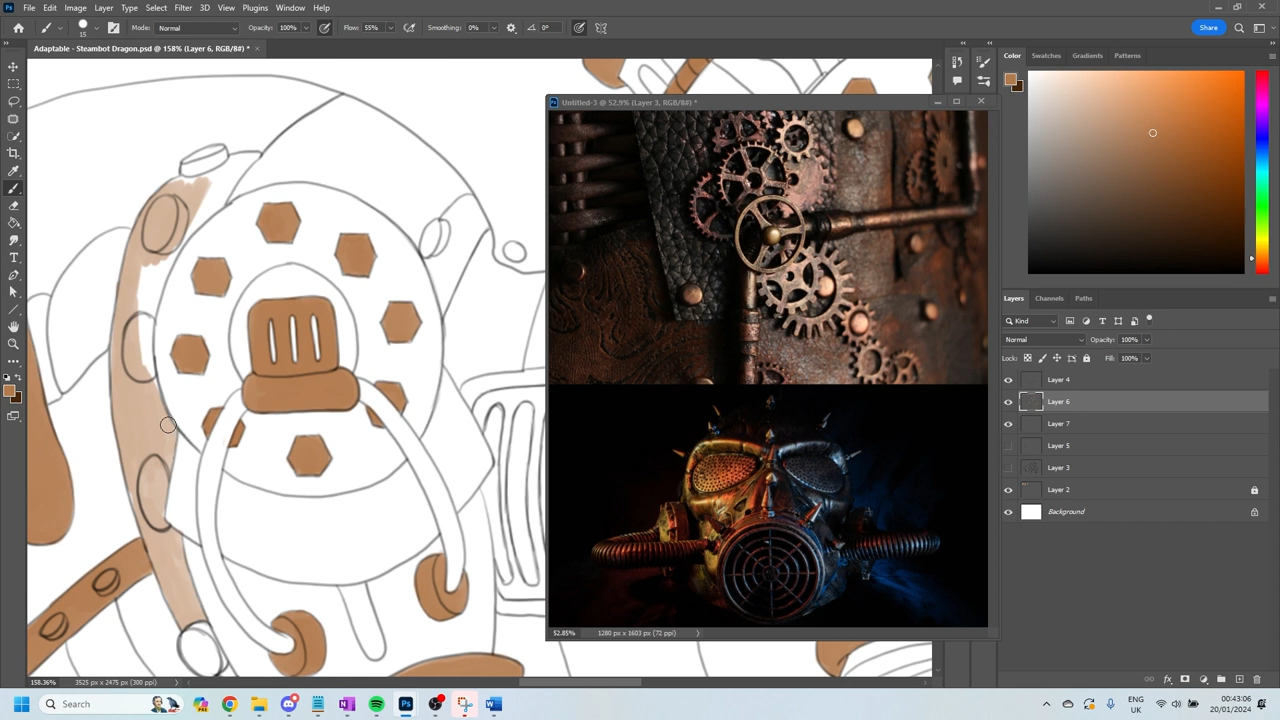 File Edit Image Layer Type Select Filter 3D View Plugins Window Help
15 Mode: Normal Opacity: 100% Flow: 55% Smoothing: 0% 0° Share
Adaptable - Steambot Dragon.psd @ 158% (Layer 6, RGB/8#) *
Color Swatches Gradients Patterns
Untitled-3 @ 52.9% (Layer 3, RGB/8#) *
Layers Channels Paths
Kind
Normal Opacity: 100%
Lock: Fill: 100%
Layer 4
Layer 6
Layer 7
Layer 5
Layer 3
Layer 2
Background
52.85% 1280 px x 1603 px (72 ppi)
158.36% 3525 px x 2475 px (300 ppi)
Search
ENG
UK
00:43:06
20/01/2024